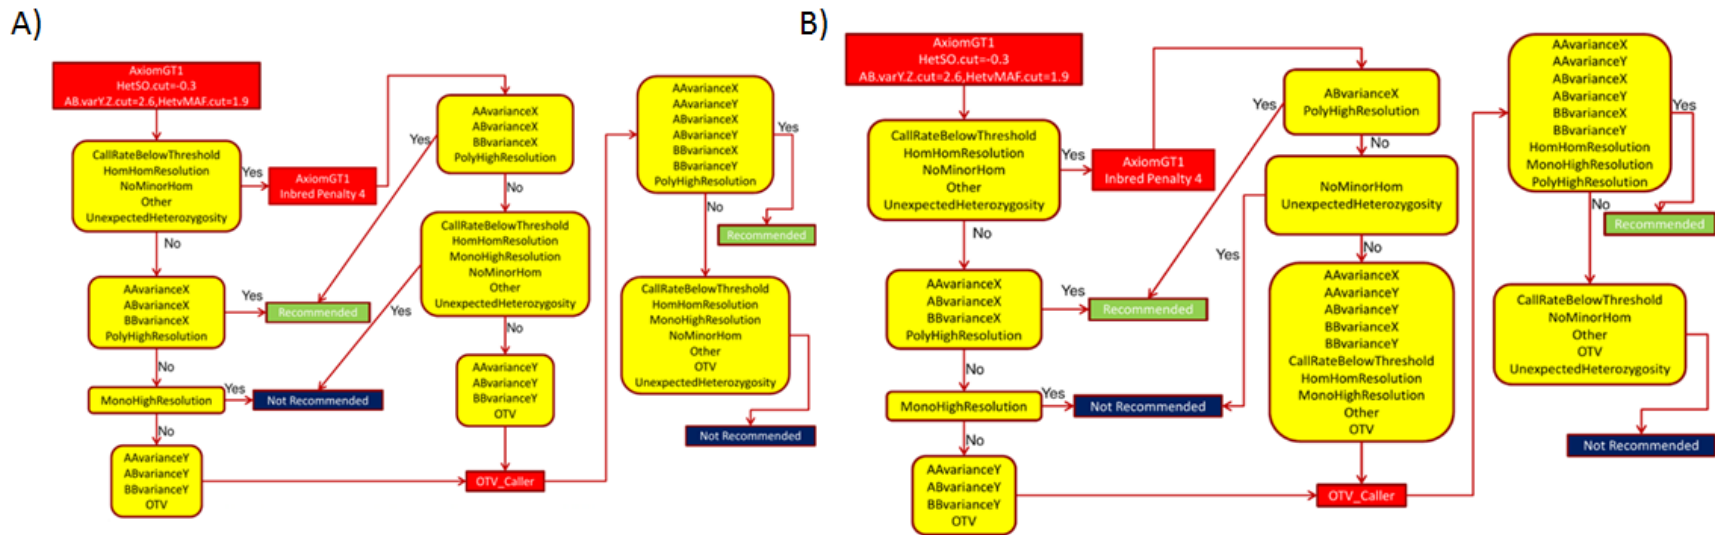 A)
AxiomGT1
HetSO.cut=-0.3
AB.varY.Z.cut=2.6,HetvMAF.cut=1.9
CallRateBelowThreshold
HomHomResolution
NoMinorHom
Other
UnexpectedHeterozygosity
Yes
AxiomGT1
Inbred Penalty 4
No
AAvarianceX
ABvarianceX
BBvarianceX
PolyHighResolution
Yes
Recommended
No
MonoHighResolution
Yes
Not Recommended
No
AAvarianceY
ABvarianceY
BBvarianceY
OTV
AAvarianceX
ABvarianceX
BBvarianceX
PolyHighResolution
Yes
No
CallRateBelowThreshold
HomHomResolution
MonoHighResolution
NoMinorHom
Other
UnexpectedHeterozygosity
Yes
No
AAvarianceY
ABvarianceY
BBvarianceY
OTV
OTV_Caller
AAvarianceX
AAvarianceY
ABvarianceX
ABvarianceY
BBvarianceX
BBvarianceY
PolyHighResolution
Yes
Recommended
No
CallRateBelowThreshold
HomHomResolution
MonoHighResolution
NoMinorHom
Other
OTV
UnexpectedHeterozygosity
Not Recommended
B)
AxiomGT1
HetSO.cut=-0.3
AB.varY.Z.cut=2.6,HetvMAF.cut=1.9
CallRateBelowThreshold
HomHomResolution
NoMinorHom
Other
UnexpectedHeterozygosity
Yes
AxiomGT1
Inbred Penalty 4
No
AAvarianceX
ABvarianceX
BBvarianceX
PolyHighResolution
Yes
Recommended
No
MonoHighResolution
Yes
Not Recommended
No
AAvarianceY
ABvarianceY
BBvarianceY
OTV
ABvarianceX
PolyHighResolution
Yes
No
NoMinorHom
UnexpectedHeterozygosity
Yes
No
AAvarianceX
AAvarianceY
ABvarianceY
BBvarianceX
BBvarianceY
CallRateBelowThreshold
HomHomResolution
MonoHighResolution
Other
OTV
OTV_Caller
AAvarianceX
AAvarianceY
ABvarianceX
ABvarianceY
BBvarianceX
BBvarianceY
HomHomResolution
MonoHighResolution
PolyHighResolution
Yes
Recommended
No
CallRateBelowThreshold
NoMinorHom
Other
OTV
UnexpectedHeterozygosity
Not Recommended